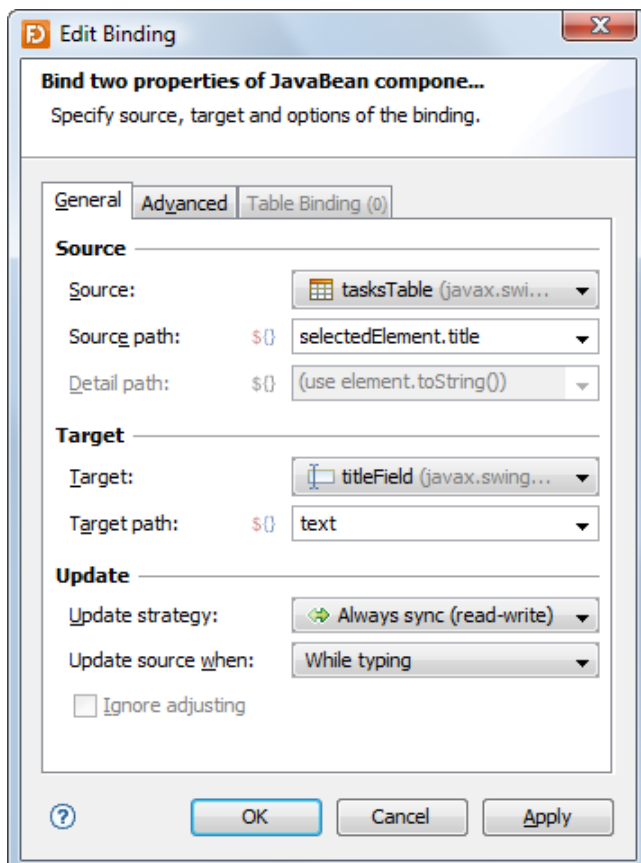 FD Edit Binding
Bind two properties of JavaBean compone...
Specify source, target and options of the binding.
General Advanced Table Binding (0)
Source
Source: tasksTable (javax.swi...
Source path: ${} selectedElement.title
Detail path: ${} (use element.toString())
Target
Target: titleField (javax.swing...
Target path: ${} text
Update
Update strategy: Always sync (read-write)
Update source when: While typing
Ignore adjusting
? OK Cancel Apply